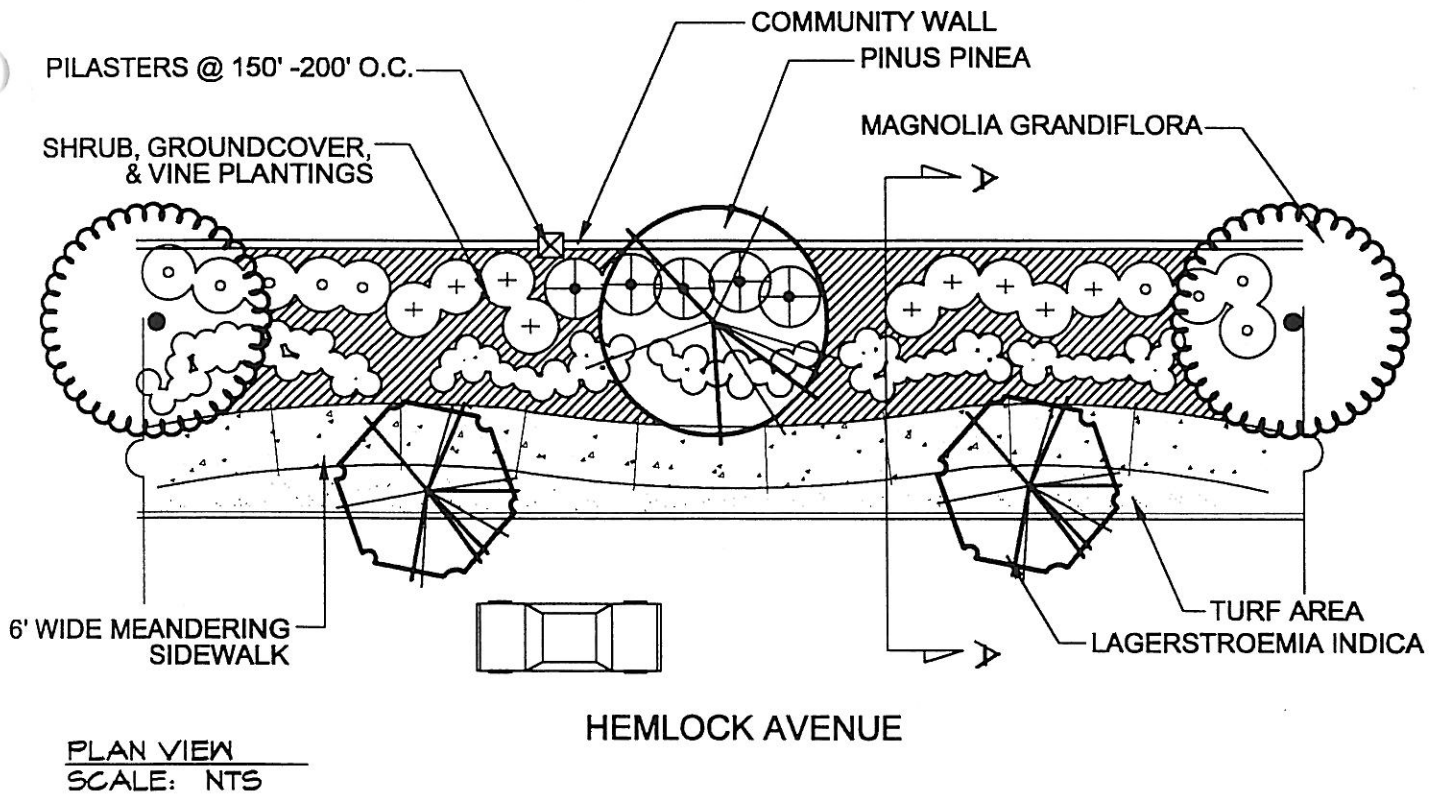 COMMUNITY WALL
PINUS PINEA
PILASTERS @ 150' -200' O.C.
MAGNOLIA GRANDIFLORA
SHRUB, GROUNDCOVER,
& VINE PLANTINGS
A
6' WIDE MEANDERING
SIDEWALK
TURF AREA
LAGERSTROEMIA INDICA
A
HEMLOCK AVENUE
PLAN VIEW
SCALE: NTS